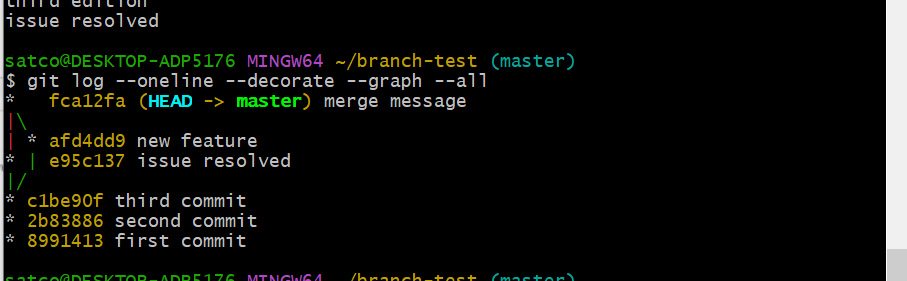 third edition
issue resolved
satco@DESKTOP-ADP5176 MINGW64 ~/branch-test (master)
$ git log --oneline --decorate --graph --all
*   fca12fa (HEAD -> master) merge message
|\
| * afd4dd9 new feature
* | e95c137 issue resolved
|/
* c1be90f third commit
* 2b83886 second commit
* 8991413 first commit
satco@DESKTOP-ADP5176 MINGW64 ~/branch-test (master)